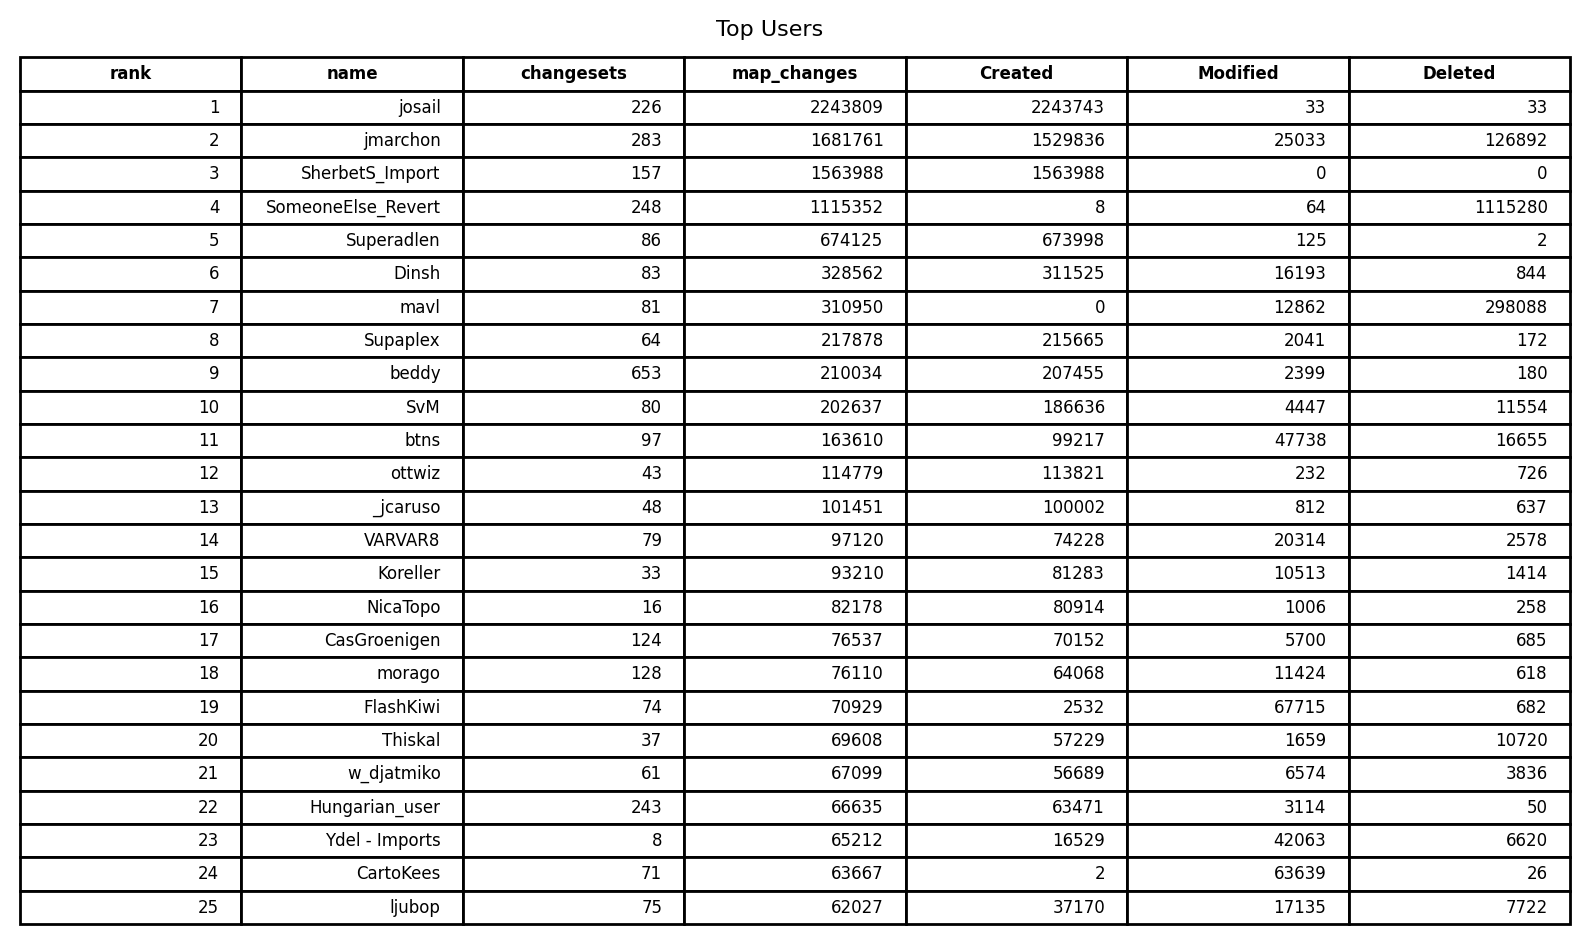 Top Users
rank name changesets map_changes Created Modified Deleted
1 josail 226 2243809 2243743 33 33
2 jmarchon 283 1681761 1529836 25033 126892
3 SherbetS_Import 157 1563988 1563988 0 0
4 SomeoneElse_Revert 248 1115352 8 64 1115280
5 Superadlen 86 674125 673998 125 2
6 Dinsh 83 328562 311525 16193 844
7 mavl 81 310950 0 12862 298088
8 Supaplex 64 217878 215665 2041 172
9 beddy 653 210034 207455 2399 180
10 SvM 80 202637 186636 4447 11554
11 btns 97 163610 99217 47738 16655
12 ottwiz 43 114779 113821 232 726
13 _jcaruso 48 101451 100002 812 637
14 VARVAR8 79 97120 74228 20314 2578
15 Koreller 33 93210 81283 10513 1414
16 NicaTopo 16 82178 80914 1006 258
17 CasGroenigen 124 76537 70152 5700 685
18 morago 128 76110 64068 11424 618
19 FlashKiwi 74 70929 2532 67715 682
20 Thiskal 37 69608 57229 1659 10720
21 w_djatmiko 61 67099 56689 6574 3836
22 Hungarian_user 243 66635 63471 3114 50
23 Ydel - Imports 8 65212 16529 42063 6620
24 CartoKees 71 63667 2 63639 26
25 ljubop 75 62027 37170 17135 7722